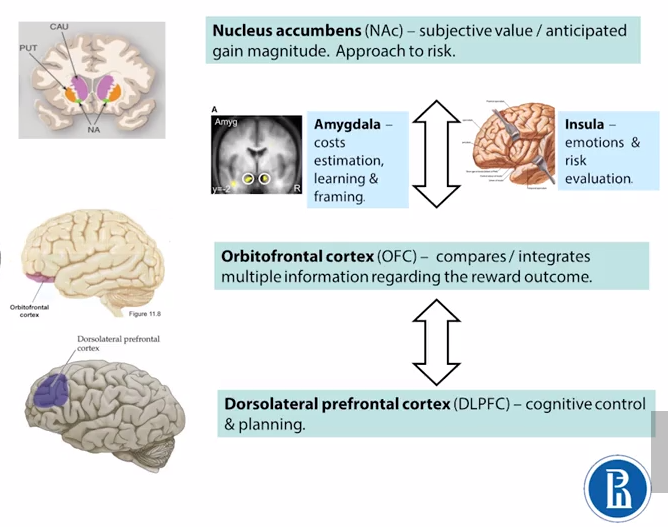 Nucleus accumbens (NAc) – subjective value / anticipated
gain magnitude. Approach to risk.
CAU
PUT
NA
A
Amyg
y=-2
R
Amygdala –
costs
estimation,
learning &
framing.
Insula –
emotions &
risk
evaluation.
Orbitofrontal cortex (OFC) – compares / integrates
multiple information regarding the reward outcome.
Orbitofrontal
cortex
Figure 11.8
Dorsolateral prefrontal
cortex
Dorsolateral prefrontal cortex (DLPFC) – cognitive control
& planning.